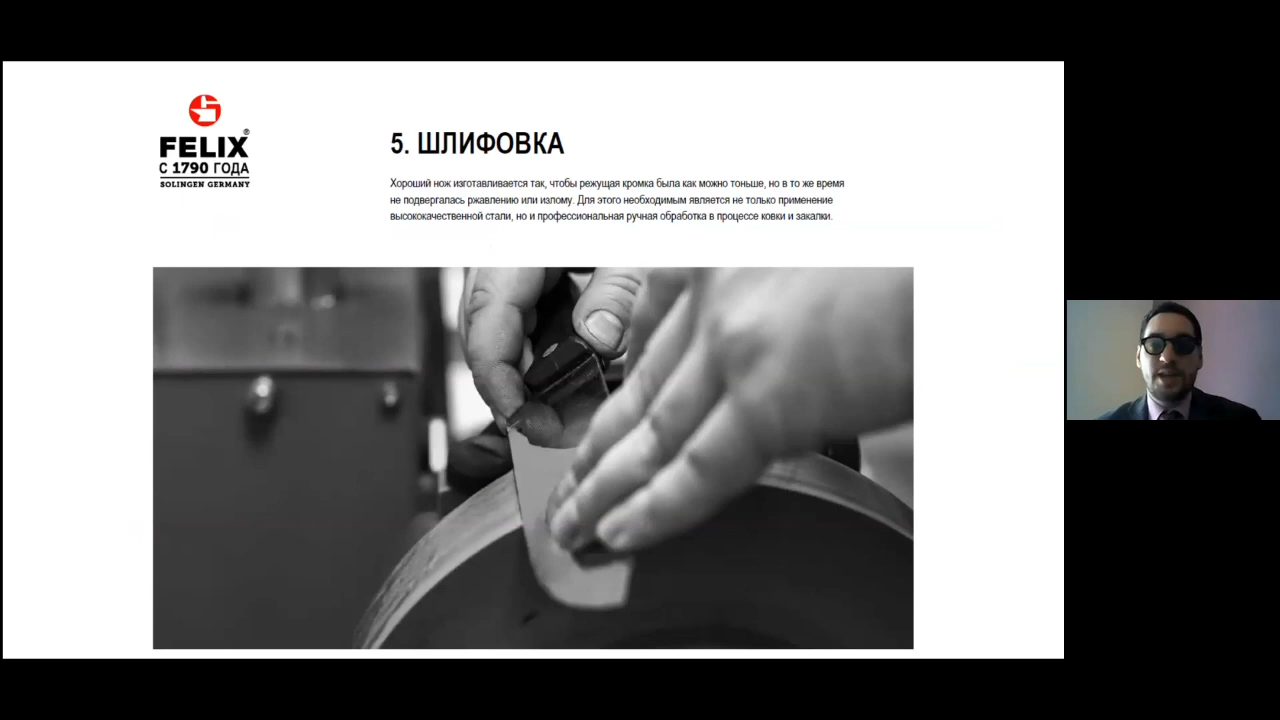 FELIX®
С 1790 ГОДА
SOLINGEN GERMANY
5. ШЛИФОВКА
Хороший нож изготавливается так, чтобы режущая кромка была как можно тоньше, но в то же время
не подвергалась ржавлению или излому. Для этого необходимым является не только применение
высококачественной стали, но и профессиональная ручная обработка в процессе ковки и закалки.